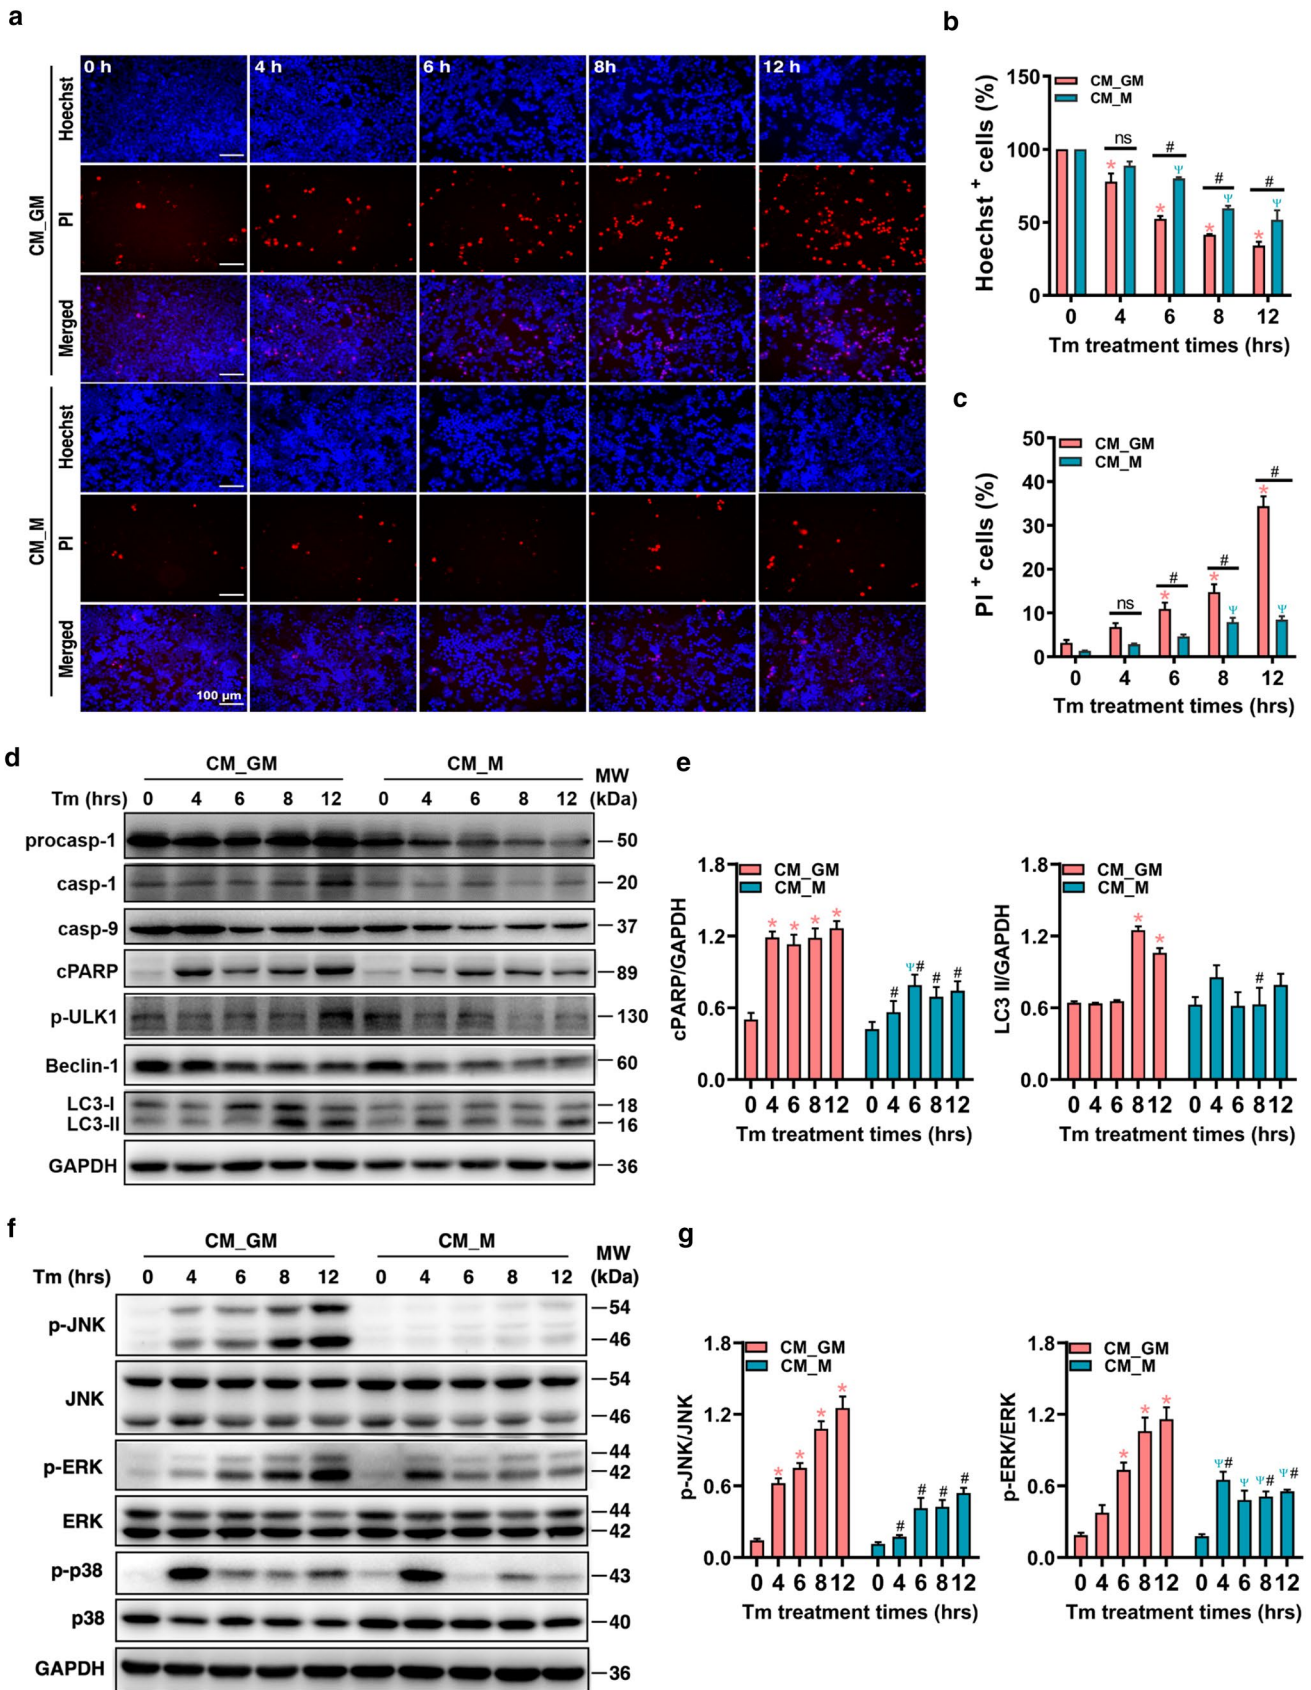 a
0 h 4 h 6 h 8h 12 h
CM_GM
Hoechst
PI
Merged
CM_M
Hoechst
PI
Merged
100 µm
b
CM_GM
CM_M
Hoechst + cells (%)
150
100
50
0
ns # # #
* * * *
Ψ Ψ Ψ
0 4 6 8 12
Tm treatment times (hrs)
c
CM_GM
CM_M
PI + cells (%)
50
40
30
20
10
0
ns # # #
* * *
Ψ Ψ
0 4 6 8 12
Tm treatment times (hrs)
d
CM_GM CM_M MW
Tm (hrs) 0 4 6 8 12 0 4 6 8 12 (kDa)
procasp-1 50
casp-1 20
casp-9 37
cPARP 89
p-ULK1 130
Beclin-1 60
LC3-I 18
LC3-II 16
GAPDH 36
e
CM_GM
CM_M
cPARP/GAPDH
1.8
1.2
0.6
0.0
* * * *
# Ψ# # #
0 4 6 8 12 0 4 6 8 12
Tm treatment times (hrs)
CM_GM
CM_M
LC3 II/GAPDH
1.8
1.2
0.6
0.0
* *
#
0 4 6 8 12 0 4 6 8 12
Tm treatment times (hrs)
f
CM_GM CM_M MW
Tm (hrs) 0 4 6 8 12 0 4 6 8 12 (kDa)
p-JNK 54
46
JNK 54
46
p-ERK 44
42
ERK 44
42
p-p38 43
p38 40
GAPDH 36
g
CM_GM
CM_M
p-JNK/JNK
1.8
1.2
0.6
0.0
* * * *
# # # #
0 4 6 8 12 0 4 6 8 12
Tm treatment times (hrs)
CM_GM
CM_M
p-ERK/ERK
1.8
1.2
0.6
0.0
* * *
Ψ# Ψ Ψ# Ψ#
0 4 6 8 12 0 4 6 8 12
Tm treatment times (hrs)